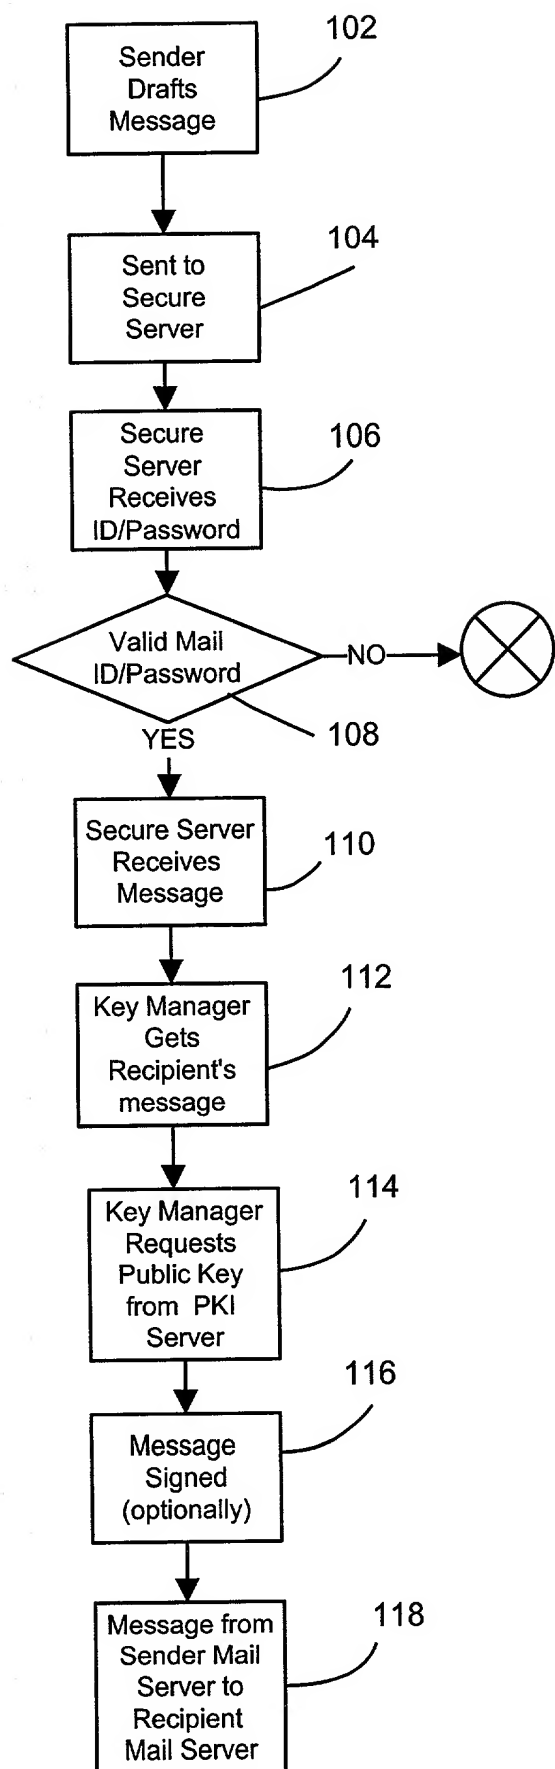 102
Sender
Drafts
Message
104
Sent to
Secure
Server
106
Secure
Server
Receives
ID/Password
Valid Mail
ID/Password
NO
108
YES
110
Secure Server
Receives
Message
112
Key Manager
Gets
Recipient's
message
114
Key Manager
Requests
Public Key
from PKI
Server
116
Message
Signed
(optionally)
118
Message from
Sender Mail
Server to
Recipient
Mail Server